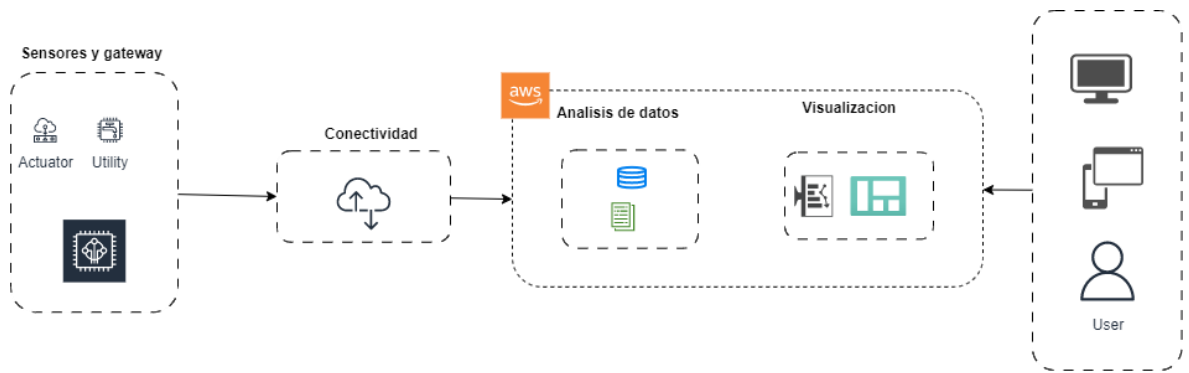 Sensores y gateway
Actuator
Utility
Conectividad
aws
Analisis de datos
Visualizacion
User